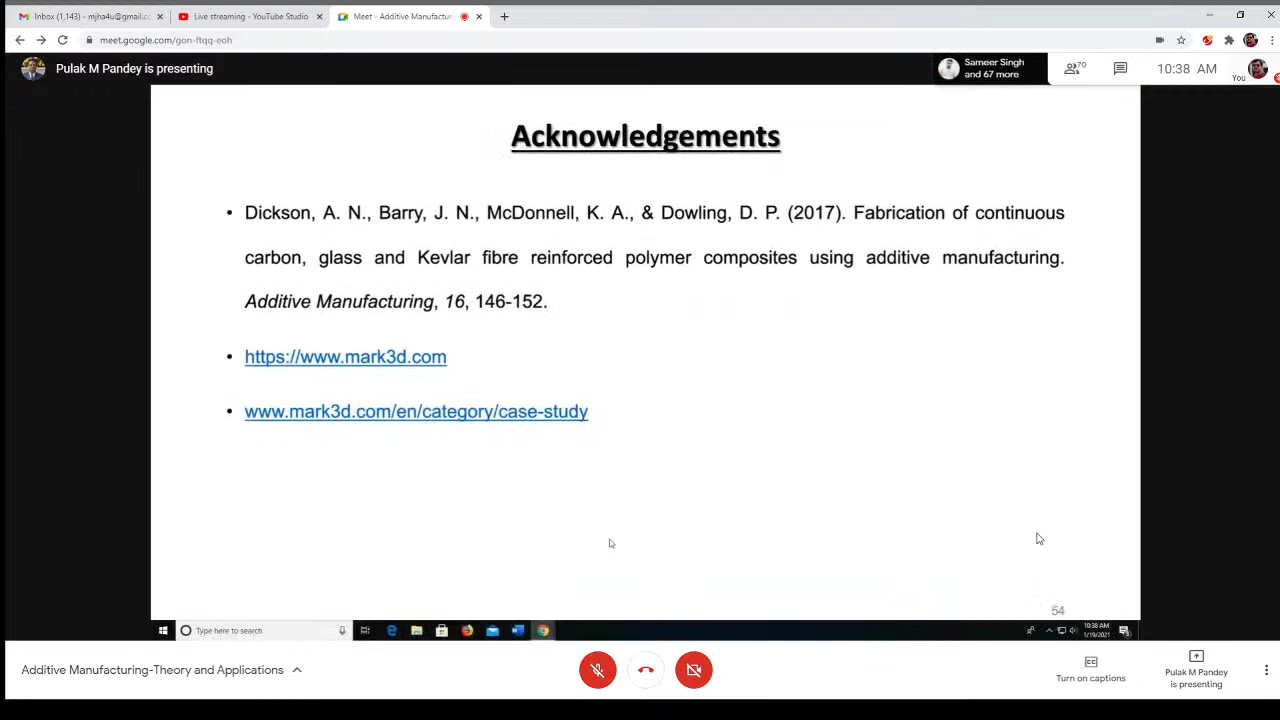 Inbox (1,143) - mjha4u@gmail.co
Live streaming - YouTube Studio
Meet - Additive Manufactur
meet.google.com/gon-ftqq-eoh
Pulak M Pandey is presenting
Sameer Singh
and 67 more
70
10:38 AM
You
Acknowledgements
• Dickson, A. N., Barry, J. N., McDonnell, K. A., & Dowling, D. P. (2017). Fabrication of continuous
carbon, glass and Kevlar fibre reinforced polymer composites using additive manufacturing.
Additive Manufacturing, 16, 146-152.
• https://www.mark3d.com
• www.mark3d.com/en/category/case-study
54
Type here to search
10:38 AM
1/19/2021
Additive Manufacturing-Theory and Applications
Turn on captions
Pulak M Pandey
is presenting